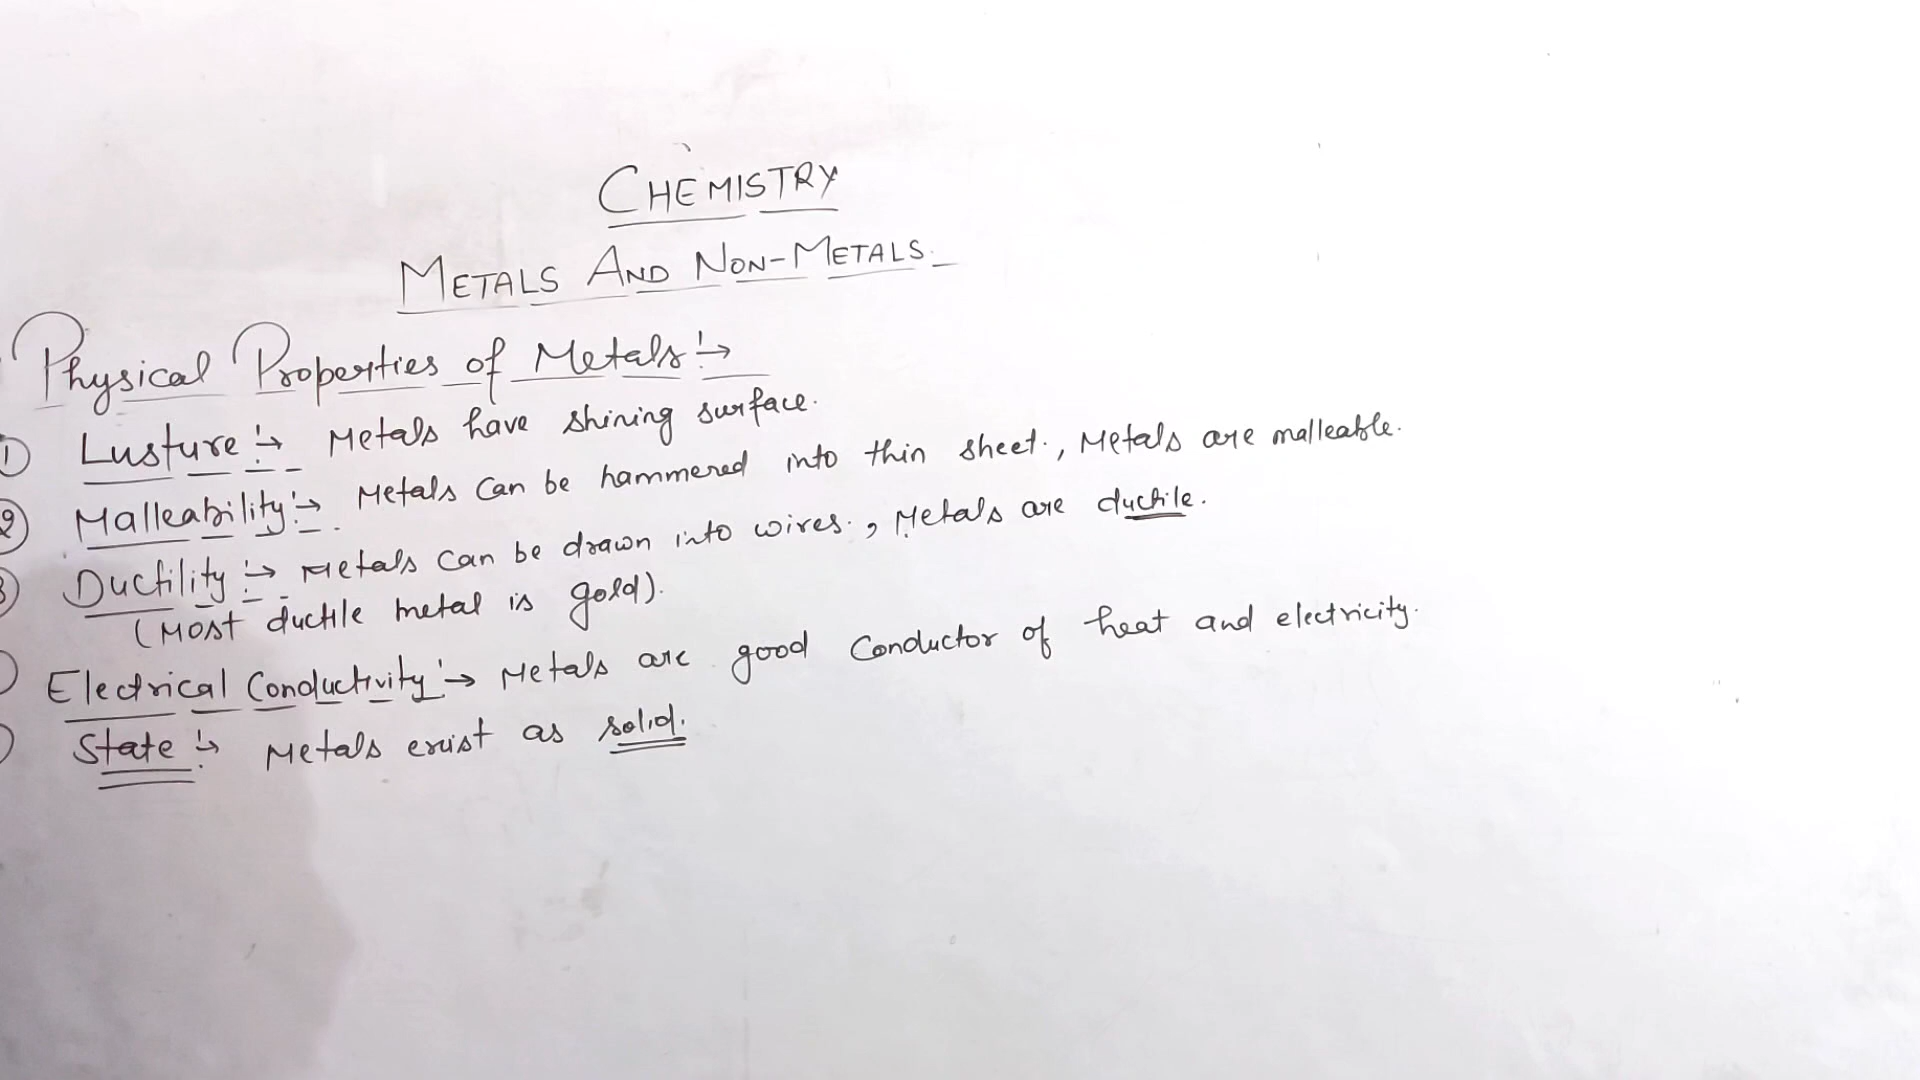 CHEMISTRY
METALS AND NON-METALS.
Physical Properties of Metals:→
① Lusture:→ Metals have shining surface.
② Malleability:→ Metals can be hammered into thin sheet., Metals are malleable.
③ Ductility:→ Metals can be drawn into wires., Metals are ductile.
(Most ductile metal is gold).
Electrical Conductivity:→ Metals are good conductor of heat and electricity.
State:→ Metals exist as solid.